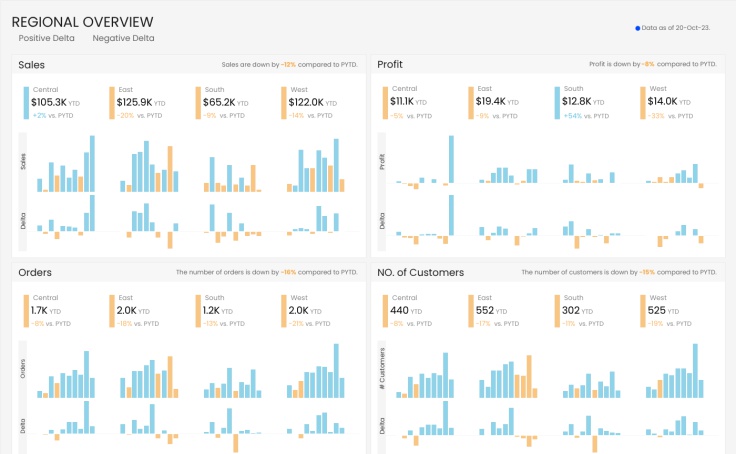 REGIONAL OVERVIEW
Positive Delta Negative Delta
Data as of 20-Oct-23.
Sales
Sales are down by -12% compared to PYTD.
Central
$105.3K YTD
+2% vs. PYTD
East
$125.9K YTD
-20% vs. PYTD
South
$65.2K YTD
-9% vs. PYTD
West
$122.0K YTD
-14% vs. PYTD
Sales
Delta
Profit
Profit is down by -6% compared to PYTD.
Central
$11.1K YTD
-5% vs. PYTD
East
$19.4K YTD
vs. PYTD
South
$12.8K YTD
+54% vs. PYTD
West
$14.0K YTD
-33% vs. PYTD
Profit
Delta
Orders
The number of orders is down by -16% compared to PYTD.
Central
1.7K YTD
vs. PYTD
East
2.0K YTD
vs. PYTD
South
1.2K YTD
-13% vs. PYTD
West
2.0K YTD
-21% vs. PYTD
Orders
Delta
NO. of Customers
The number of customers is down by -15% compared to PYTD.
Central
440 YTD
vs. PYTD
East
552 YTD
-17% vs. PYTD
South
302 YTD
-11% vs. PYTD
West
525 YTD
-19% vs. PYTD
# Customers
Delta